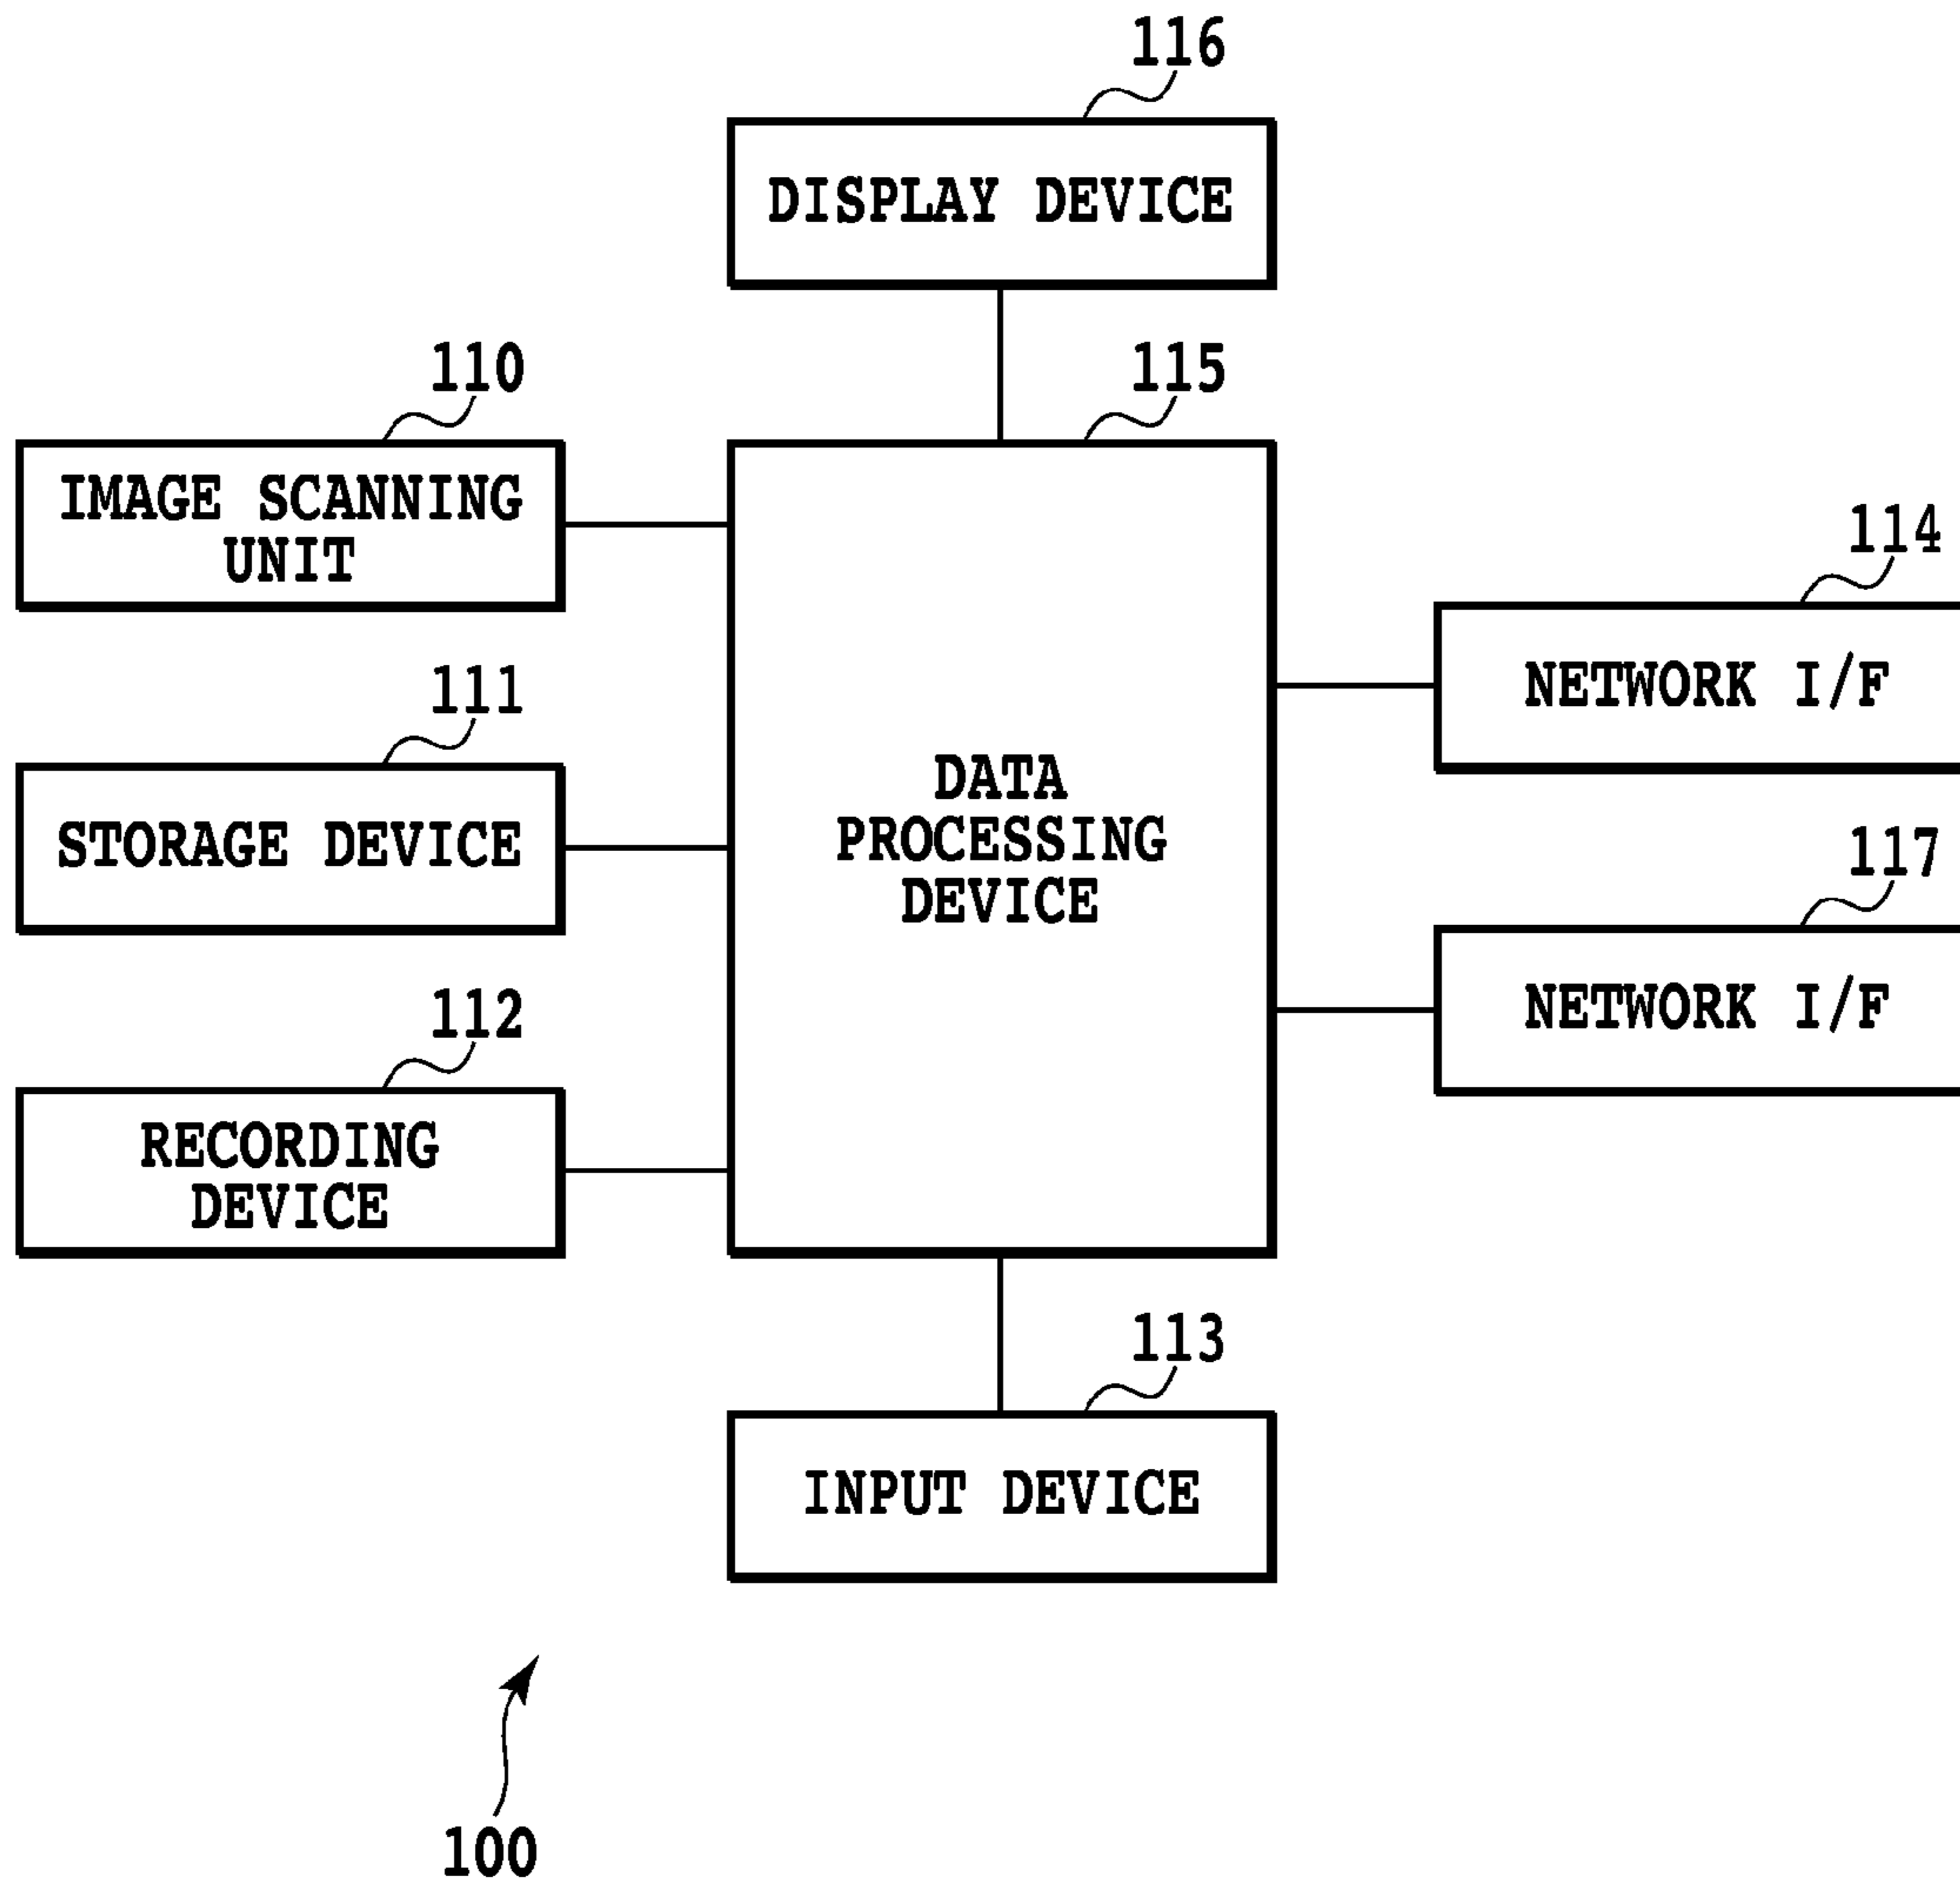 116
DISPLAY DEVICE
110
115
IMAGE SCANNING
UNIT
114
NETWORK I/F
111
STORAGE DEVICE
DATA
PROCESSING
DEVICE
117
NETWORK I/F
112
RECORDING
DEVICE
113
INPUT DEVICE
100